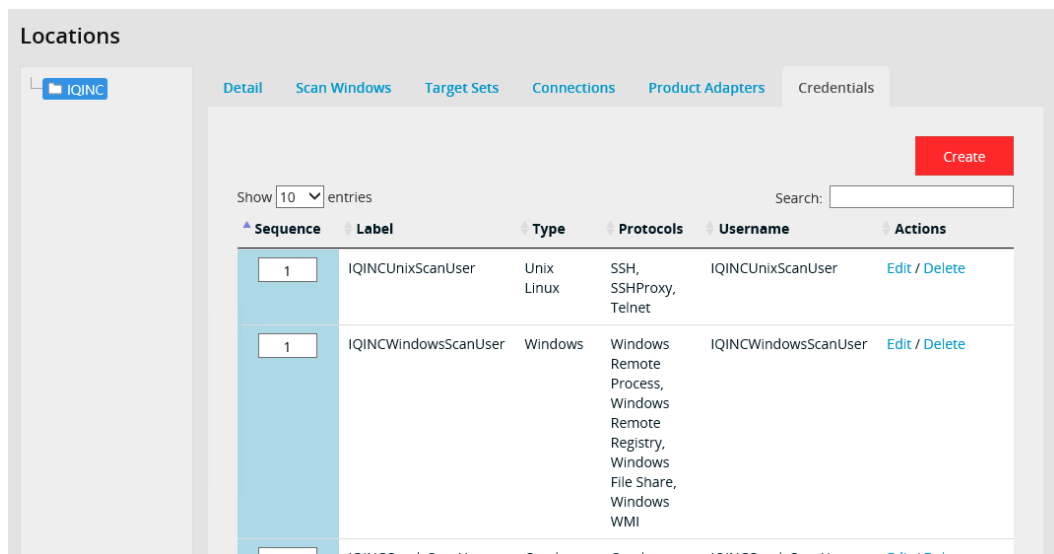 Locations
IQINC
Detail Scan Windows Target Sets Connections Product Adapters Credentials
Create
Show 10 entries Search:
Sequence Label Type Protocols Username Actions
1 IQINCUnixScanUser Unix SSH, IQINCUnixScanUser Edit / Delete
Linux SSHProxy,
Telnet
1 IQINCWindowsScanUser Windows Windows IQINCWindowsScanUser Edit / Delete
Remote
Process,
Windows
Remote
Registry,
Windows
File Share,
Windows
WMI